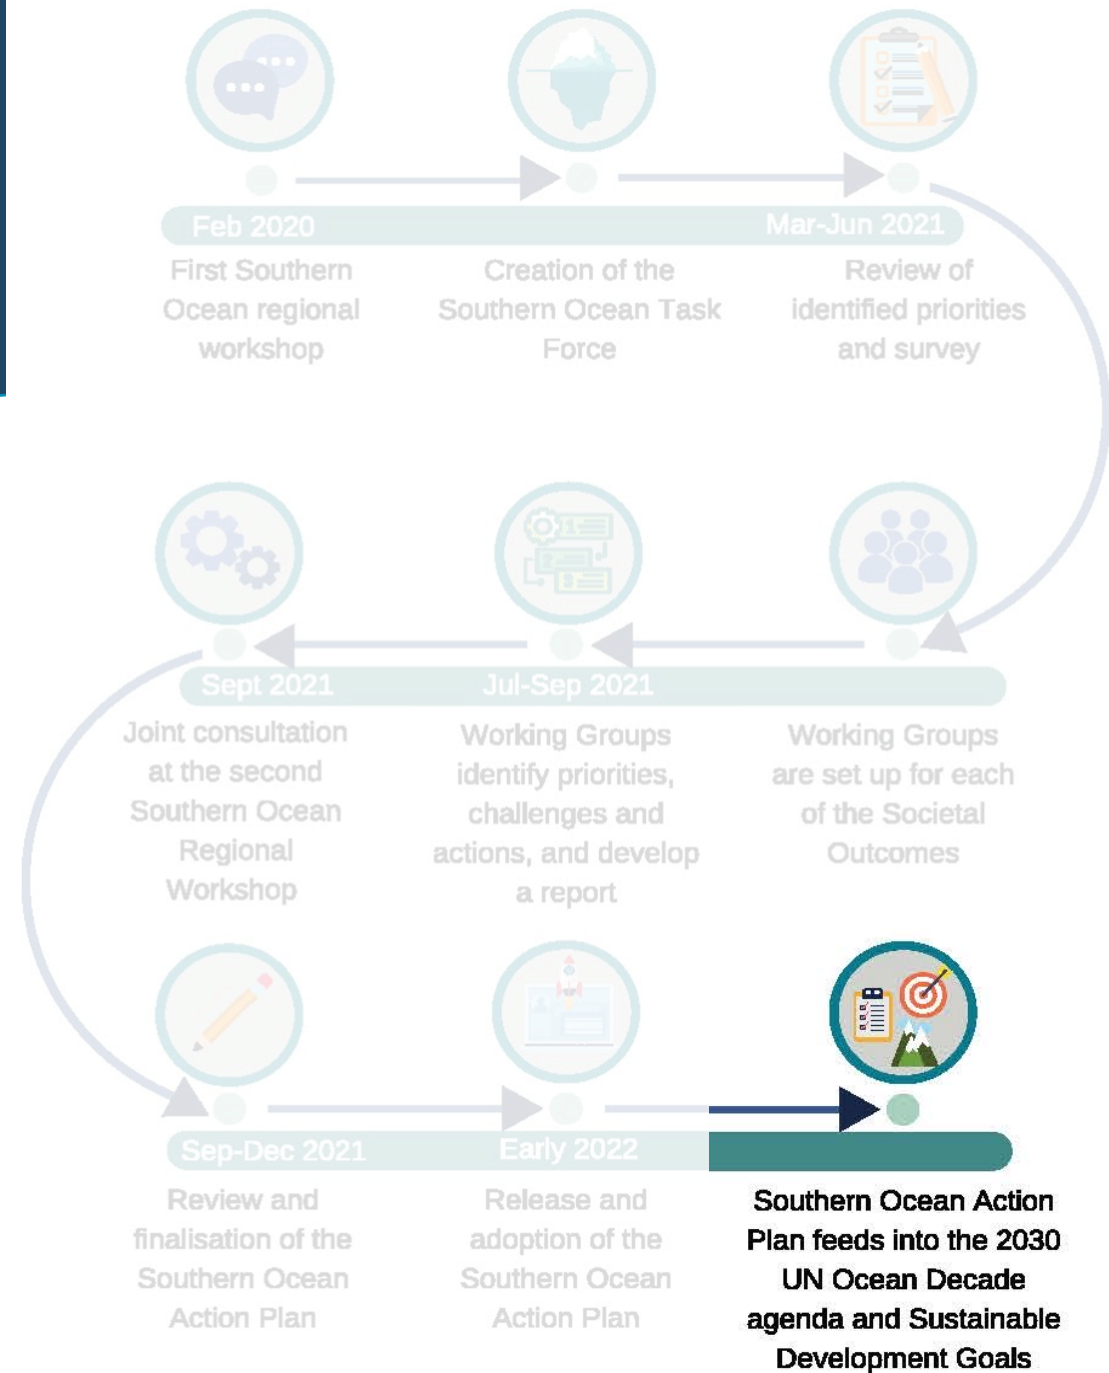 Feb 2020
First Southern
Ocean regional
workshop
Creation of the
Southern Ocean Task
Force
Mar-Jun 2021
Review of
identified priorities
and survey
Sept 2021
Joint consultation
at the second
Southern Ocean
Regional
Workshop
Jul-Sep 2021
Working Groups
identify priorities,
challenges and
actions, and develop
a report
Working Groups
are set up for each
of the Societal
Outcomes
Sep-Dec 2021
Review and
finalisation of the
Southern Ocean
Action Plan
Early 2022
Release and
adoption of the
Southern Ocean
Action Plan
Southern Ocean Action
Plan feeds into the 2030
UN Ocean Decade
agenda and Sustainable
Development Goals